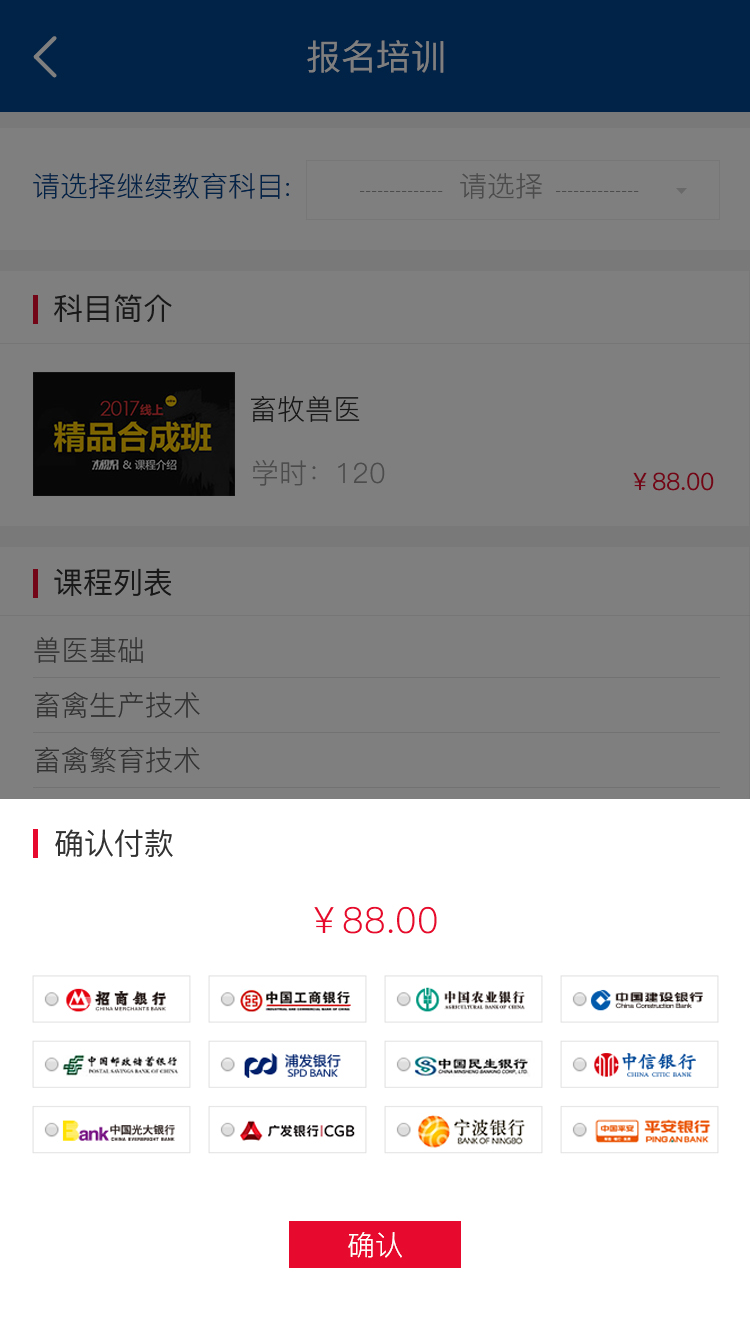 报名培训
请选择继续教育科目: -------------- 请选择 --------------
科目简介
2017线上
精品合成班
& 课程介绍
畜牧兽医
学时：120
¥ 88.00
课程列表
兽医基础
畜禽生产技术
畜禽繁育技术
确认付款
¥ 88.00
招商银行
CHINA MERCHANTS BANK
中国工商银行
INDUSTRIAL AND COMMERCIAL BANK OF CHINA
中国农业银行
AGRICULTURAL BANK OF CHINA
中国建设银行
China Construction Bank
中国邮政储蓄银行
POSTAL SAVINGS BANK OF CHINA
浦发银行
SPD BANK
中国民生银行
CHINA MINSHENG BANKING CORP., LTD.
中信银行
CHINA CITIC BANK
Bank 中国光大银行
CHINA EVERBRIGHT BANK
广发银行|CGB
宁波银行
BANK OF NINGBO
中国平安 平安银行
PING AN BANK
确认